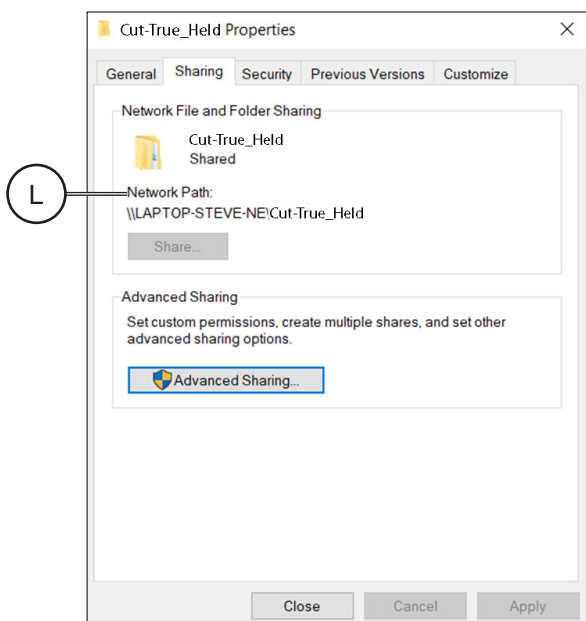 Cut-True_Held Properties
General Sharing Security Previous Versions Customize
Network File and Folder Sharing
Cut-True_Held
Shared
L
Network Path:
\\LAPTOP-STEVE-NE\Cut-True_Held
Share...
Advanced Sharing
Set custom permissions, create multiple shares, and set other
advanced sharing options.
Advanced Sharing...
Close Cancel Apply